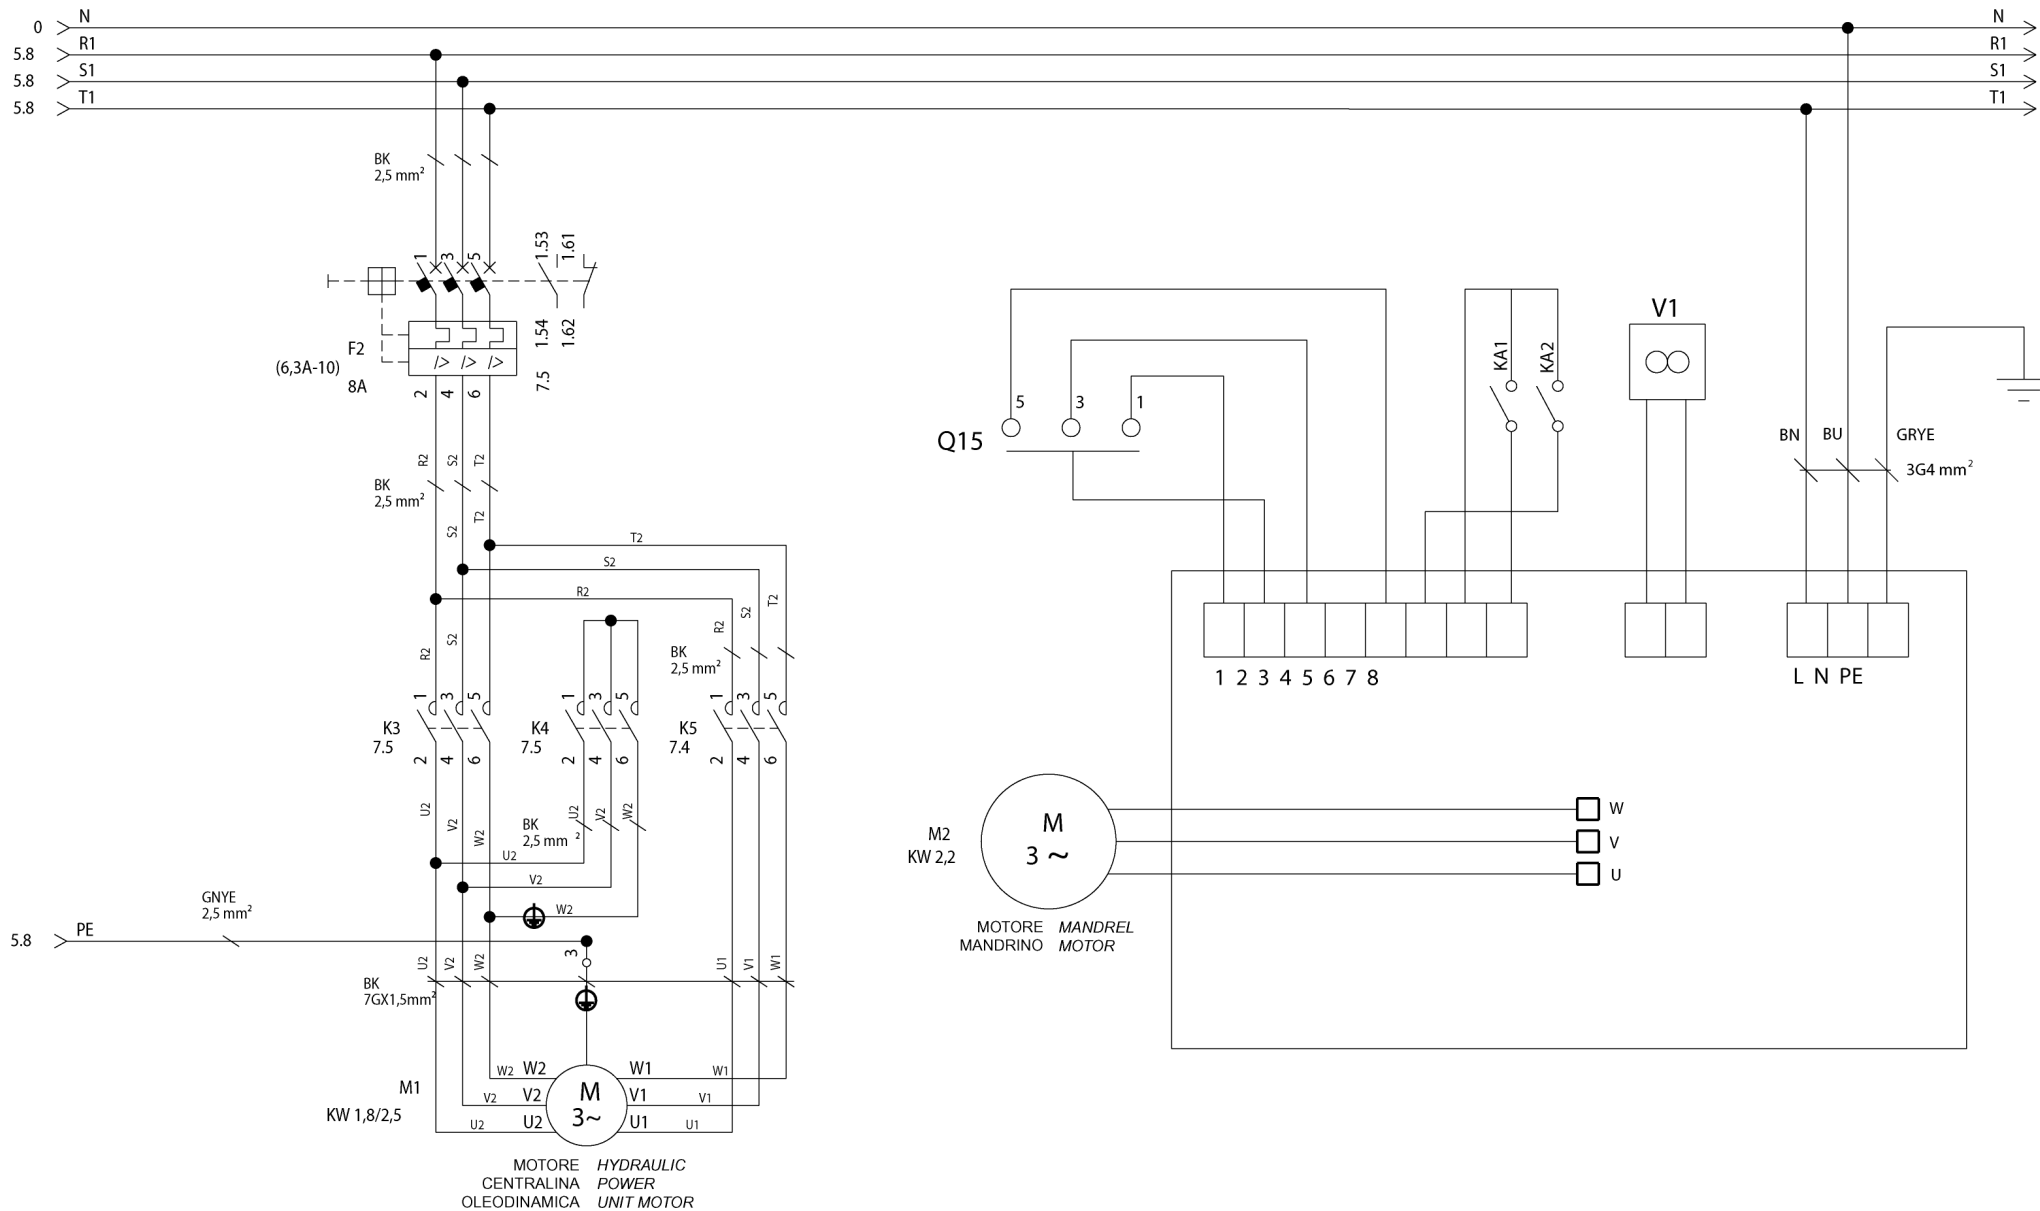 0 N N
5.8 R1 R1
5.8 S1 S1
5.8 T1 T1
BK
2,5 mm²
1 3 5 1.53 1.61
1.54 1.62
F2
(6,3A-10)
8A
2 4 6 7.5
R2 S2 T2
BK
2,5 mm²
S2 T2
T2
S2
R2
R2 S2 T2
BK
2,5 mm²
R2 S2
1 3 5
K3
7.5
2 4 6
1 3 5
K4
7.5
2 4 6
1 3 5
K5
7.4
2 4 6
U2 V2 W2
BK
2,5 mm²
U2 V2 W2
U2
V2
W2
GNYE
2,5 mm²
5.8 PE
3
U2 V2 W2 U1 V1 W1
BK
7GX1,5mm²
W2 W2 W1 W1
V2 V2 V1 V1
U2 U2 U1 U1
M
3~
M1
KW 1,8/2,5
MOTORE HYDRAULIC
CENTRALINA POWER
OLEODINAMICA UNIT MOTOR
Q15
5 3 1
KA1 KA2
V1
BN BU GRYE
3G4 mm²
1 2 3 4 5 6 7 8
L N PE
M
3 ~
M2
KW 2,2
MOTORE MANDREL
MANDRINO MOTOR
W
V
U